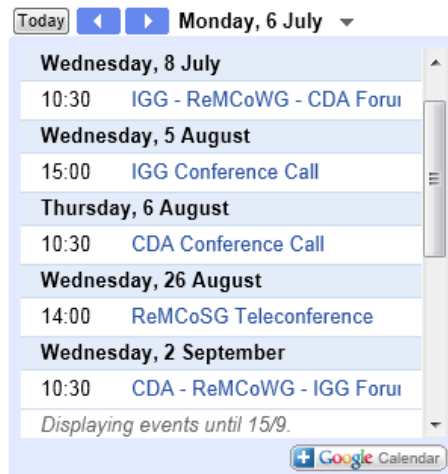 Today Monday, 6 July
Wednesday, 8 July
10:30 IGG - ReMCoWG - CDA
Wednesday, 5 August
15:00 IGG Conference Call
Thursday, 6 August
10:30 CDA Conference Call
Wednesday, 26 August
14:00 ReMCoSG Teleconference
Wednesday, 2 September
10:30 CDA - ReMCoWG - IGG
Displaying events until 15/9.
Google Calendar